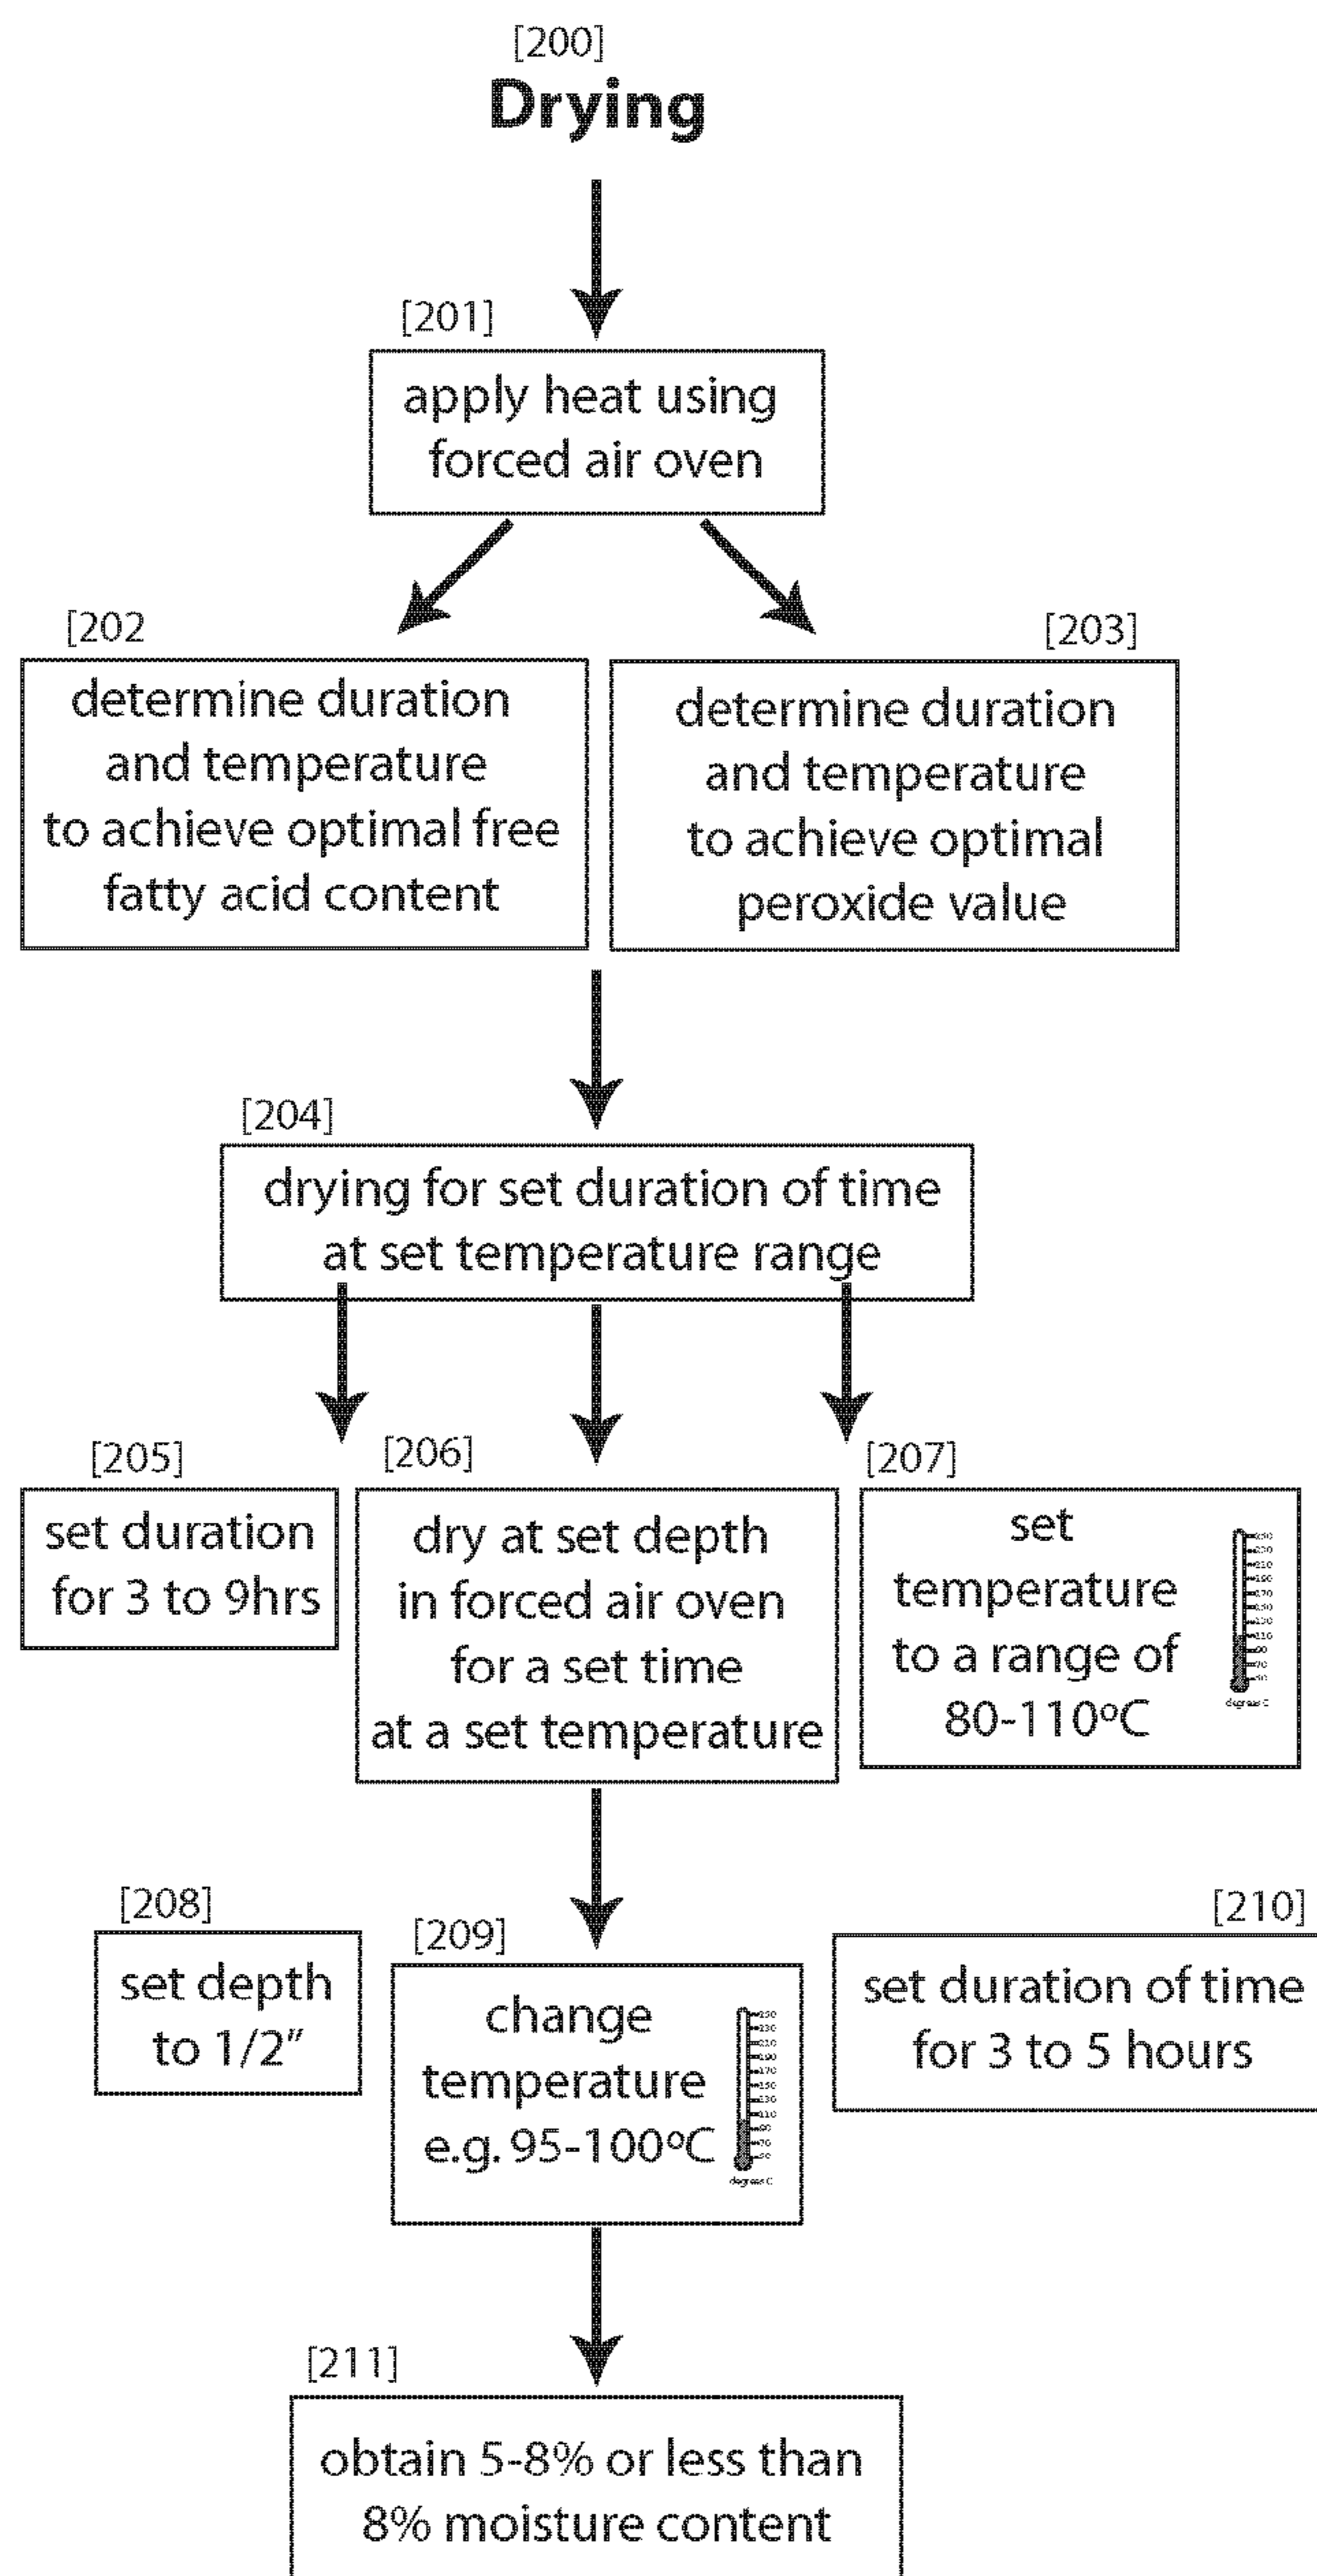 [200]
Drying
[201]
apply heat using
forced air oven
[202
determine duration
and temperature
to achieve optimal free
fatty acid content
[203]
determine duration
and temperature
to achieve optimal
peroxide value
[204]
drying for set duration of time
at set temperature range
[205]
set duration
for 3 to 9hrs
[206]
dry at set depth
in forced air oven
for a set time
at a set temperature
[207]
set
temperature
to a range of
80-110ºC
degrees C
[208]
set depth
to 1/2"
[209]
change
temperature
e.g. 95-100ºC
degrees C
[210]
set duration of time
for 3 to 5 hours
[211]
obtain 5-8% or less than
8% moisture content